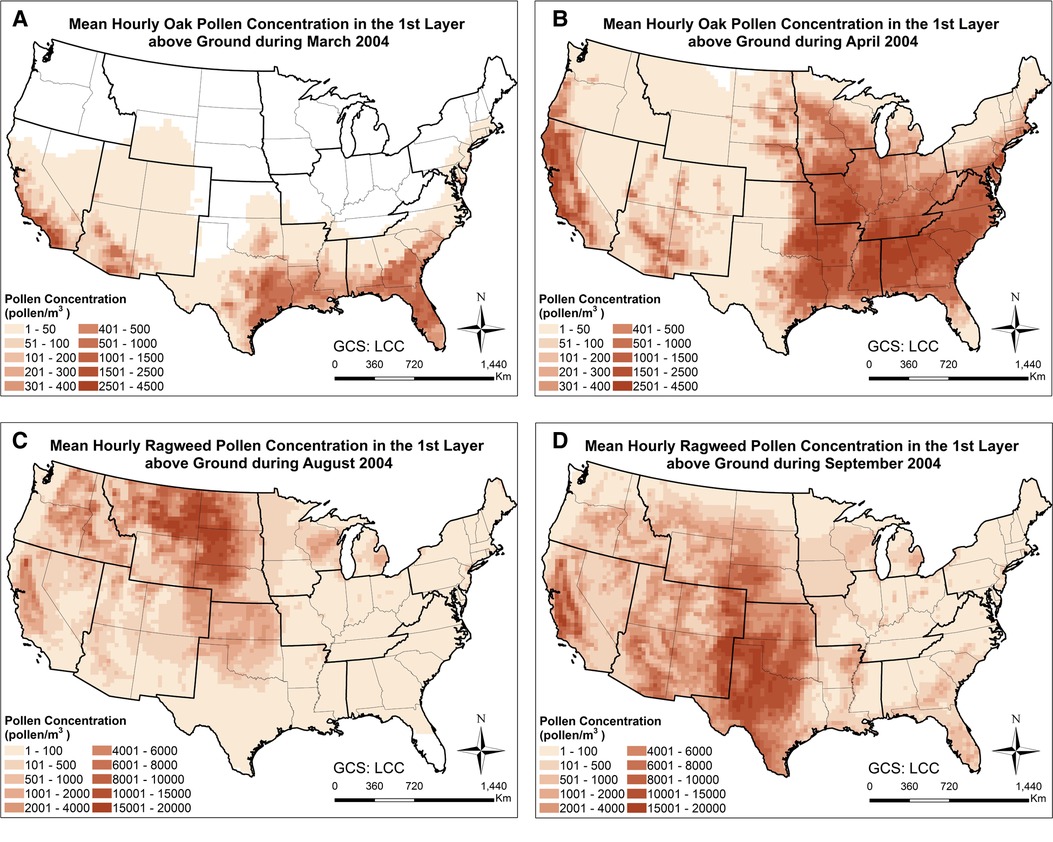 A
Mean Hourly Oak Pollen Concentration in the 1st Layer
above Ground during March 2004
Pollen Concentration
(pollen/m³ )
1 - 50 401 - 500
51 - 100 501 - 1000
101 - 200 1001 - 1500
201 - 300 1501 - 2500
301 - 400 2501 - 4500
N
GCS: LCC
0 360 720 1,440
Km
B
Mean Hourly Oak Pollen Concentration in the 1st Layer
above Ground during April 2004
Pollen Concentration
(pollen/m³ )
1 - 50 401 - 500
51 - 100 501 - 1000
101 - 200 1001 - 1500
201 - 300 1501 - 2500
301 - 400 2501 - 4500
N
GCS: LCC
0 360 720 1,440
Km
C
Mean Hourly Ragweed Pollen Concentration in the 1st Layer
above Ground during August 2004
Pollen Concentration
(pollen/m³ )
1 - 100 4001 - 6000
101 - 500 6001 - 8000
501 - 1000 8001 - 10000
1001 - 2000 10001 - 15000
2001 - 4000 15001 - 20000
N
GCS: LCC
0 360 720 1,440
Km
D
Mean Hourly Ragweed Pollen Concentration in the 1st Layer
above Ground during September 2004
Pollen Concentration
(pollen/m³ )
1 - 100 4001 - 6000
101 - 500 6001 - 8000
501 - 1000 8001 - 10000
1001 - 2000 10001 - 15000
2001 - 4000 15001 - 20000
N
GCS: LCC
0 360 720 1,440
Km